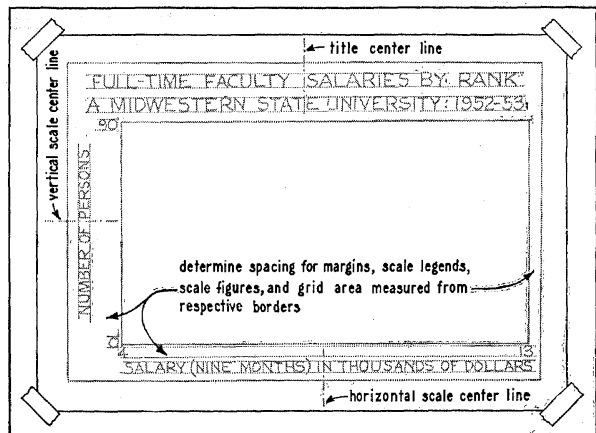 title center line
FULL-TIME FACULTY SALARIES BY RANK
A MIDWESTERN STATE UNIVERSITY: 1952-53
vertical scale center line
90
NUMBER OF PERSONS
determine spacing for margins, scale legends,
scale figures, and grid area measured from
respective borders
0
4
13
SALARY (NINE MONTHS) IN THOUSANDS OF DOLLARS
horizontal scale center line